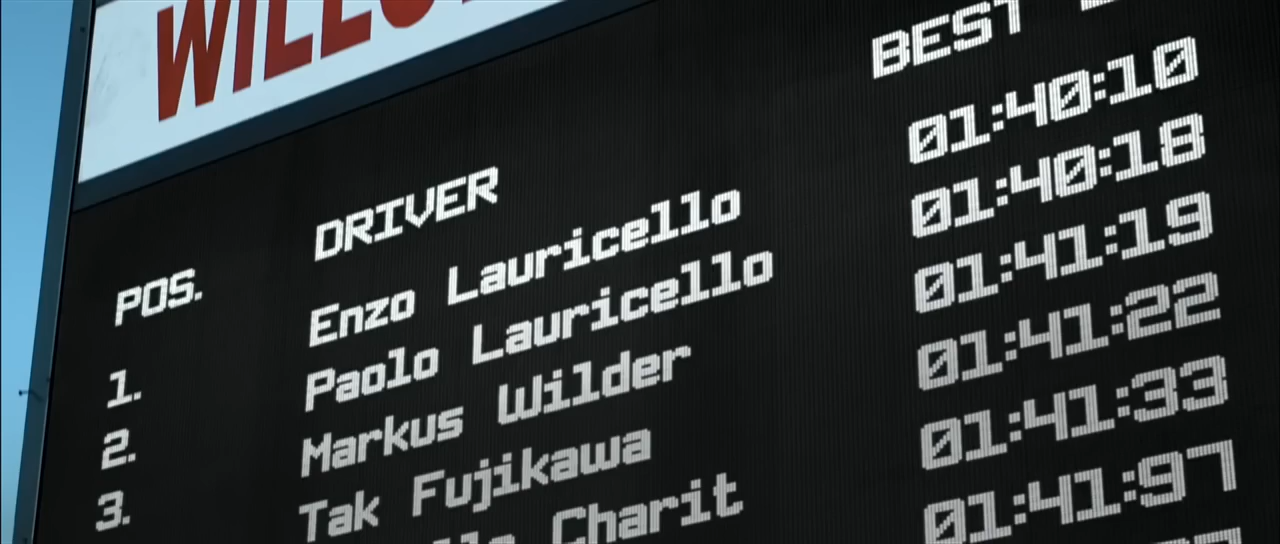 POS. DRIVER BEST
1. Enzo Lauricello 01:40:10
2. Paolo Lauricello 01:40:18
3. Markus Wilder 01:41:19
Tak Fujikawa 01:41:22
Charit 01:41:33
01:41:97